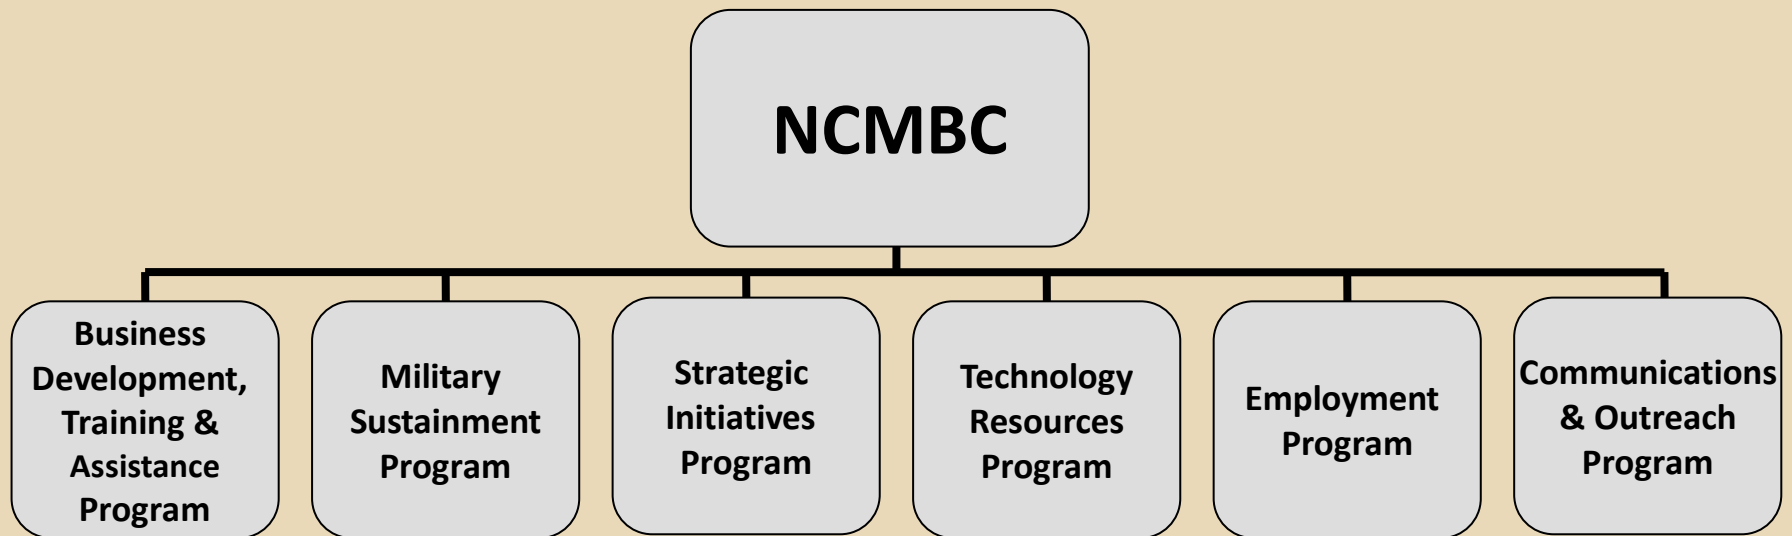 NCMBC
Business
Development,
Training &
Assistance
Program
Military
Sustainment
Program
Strategic
Initiatives
Program
Technology
Resources
Program
Employment
Program
Communications
& Outreach
Program